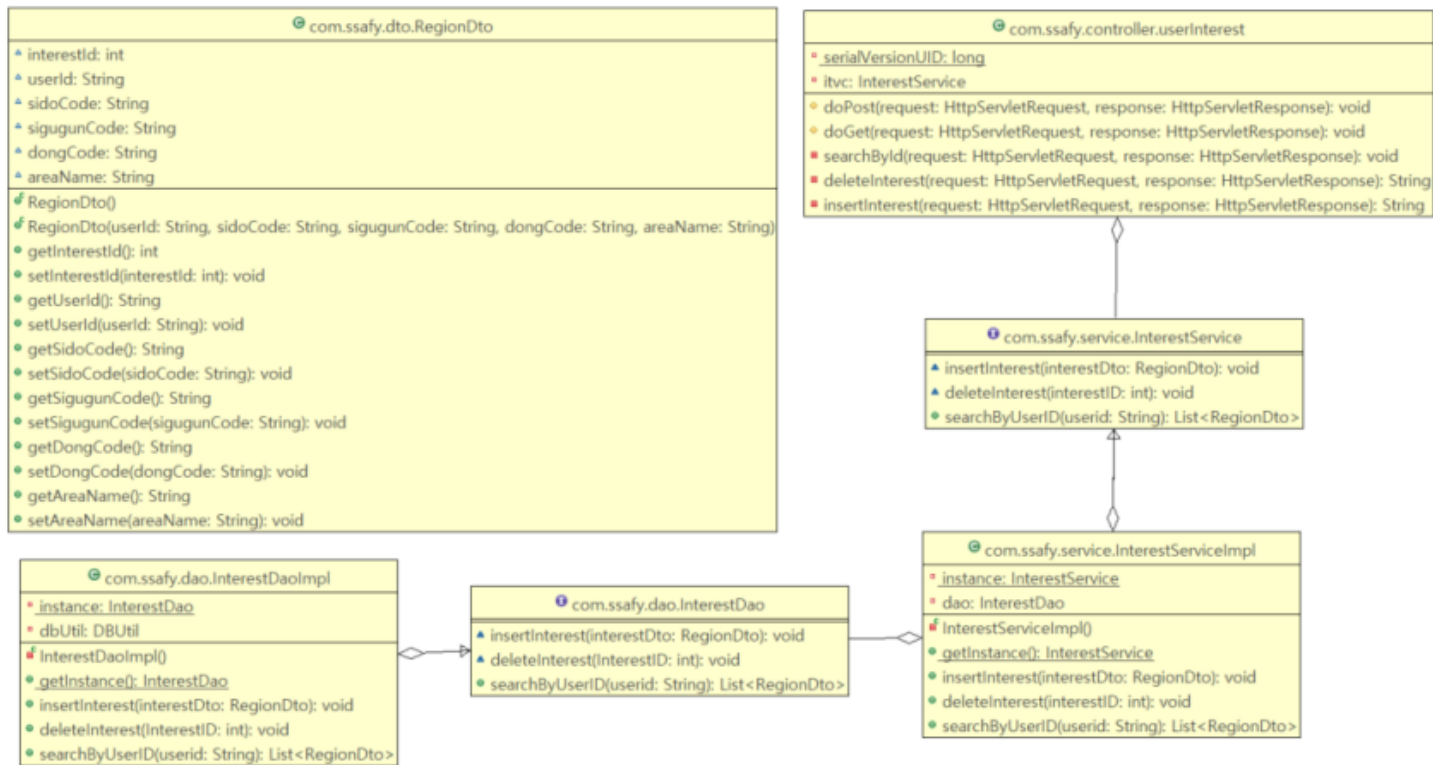 com.ssafy.dto.RegionDto
interestId: int
userId: String
sidoCode: String
sigugunCode: String
dongCode: String
areaName: String
RegionDto()
RegionDto(userId: String, sidoCode: String, sigugunCode: String, dongCode: String, areaName: String)
getInterestId(): int
setInterestId(interestId: int): void
getUserId(): String
setUserId(userId: String): void
getSidoCode(): String
setSidoCode(sidoCode: String): void
getSigugunCode(): String
setSigugunCode(sigugunCode: String): void
getDongCode(): String
setDongCode(dongCode: String): void
getAreaName(): String
setAreaName(areaName: String): void
com.ssafy.controller.userInterest
serialVersionUID: long
itvc: InterestService
doPost(request: HttpServletRequest, response: HttpServletResponse): void
doGet(request: HttpServletRequest, response: HttpServletResponse): void
searchById(request: HttpServletRequest, response: HttpServletResponse): void
deleteInterest(request: HttpServletRequest, response: HttpServletResponse): String
insertInterest(request: HttpServletRequest, response: HttpServletResponse): String
com.ssafy.service.InterestService
insertInterest(interestDto: RegionDto): void
deleteInterest(interestID: int): void
searchByUserID(userid: String): List<RegionDto>
com.ssafy.dao.InterestDaoImpl
instance: InterestDao
dbUtil: DBUtil
InterestDaoImpl()
getInstance(): InterestDao
insertInterest(interestDto: RegionDto): void
deleteInterest(InterestID: int): void
searchByUserID(userid: String): List<RegionDto>
com.ssafy.dao.InterestDao
insertInterest(interestDto: RegionDto): void
deleteInterest(InterestID: int): void
searchByUserID(userid: String): List<RegionDto>
com.ssafy.service.InterestServiceImpl
instance: InterestService
dao: InterestDao
InterestServiceImpl()
getInstance(): InterestService
insertInterest(interestDto: RegionDto): void
deleteInterest(interestID: int): void
searchByUserID(userid: String): List<RegionDto>